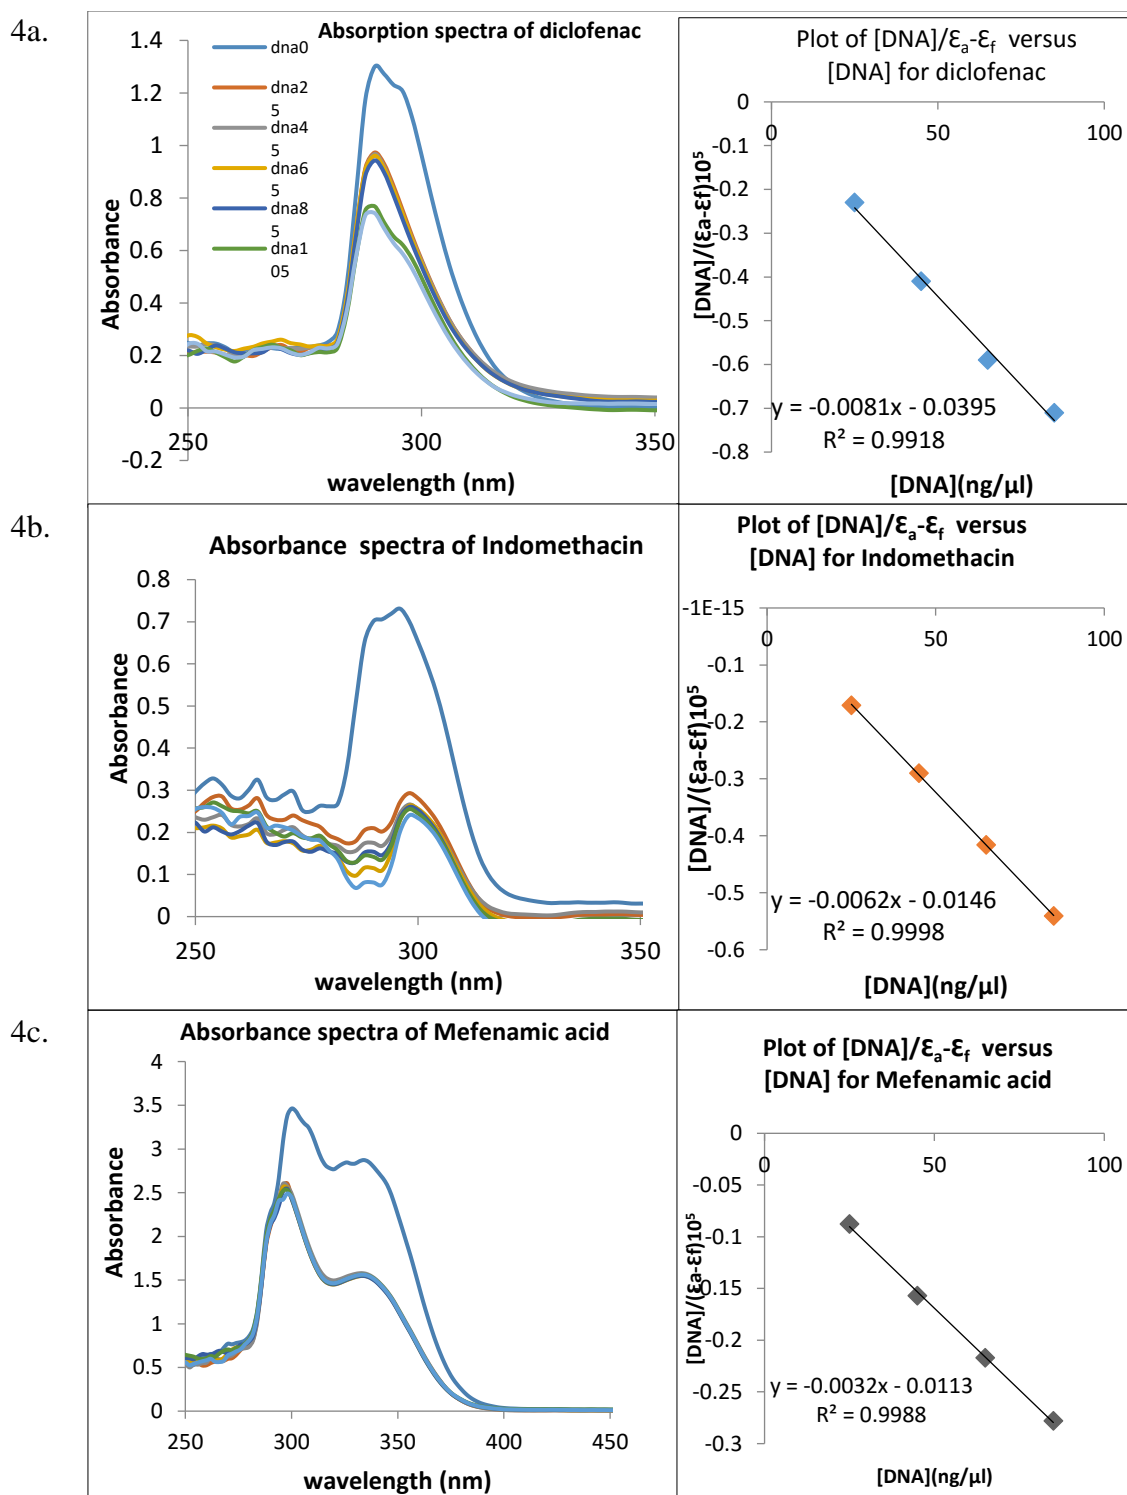 4a.
Absorption spectra of diclofenac
dna0
dna2
5
dna4
5
dna6
5
dna8
5
dna1
05
1.4
1.2
1
0.8
0.6
0.4
0.2
0
-0.2
250
300
350
Absorbance
wavelength (nm)
Plot of [DNA]/Ɛa-Ɛf versus
[DNA] for diclofenac
0
-0.1
-0.2
-0.3
-0.4
-0.5
-0.6
-0.7
-0.8
0
50
100
[DNA]/(Ɛa-Ɛf)10⁵
y = -0.0081x - 0.0395
R² = 0.9918
[DNA](ng/µl)
4b.
Absorbance spectra of Indomethacin
0.8
0.7
0.6
0.5
0.4
0.3
0.2
0.1
0
250
300
350
Absorbance
wavelength (nm)
Plot of [DNA]/Ɛa-Ɛf versus
[DNA] for Indomethacin
-1E-15
-0.1
-0.2
-0.3
-0.4
-0.5
-0.6
0
50
100
[DNA]/(Ɛa-Ɛf)10⁵
y = -0.0062x - 0.0146
R² = 0.9998
[DNA](ng/µl)
4c.
Absorbance spectra of Mefenamic acid
4
3.5
3
2.5
2
1.5
1
0.5
0
250
300
350
400
450
Absorbance
wavelength (nm)
Plot of [DNA]/Ɛa-Ɛf versus
[DNA] for Mefenamic acid
0
-0.05
-0.1
-0.15
-0.2
-0.25
-0.3
0
50
100
[DNA]/(Ɛa-Ɛf)10⁵
y = -0.0032x - 0.0113
R² = 0.9988
[DNA](ng/µl)